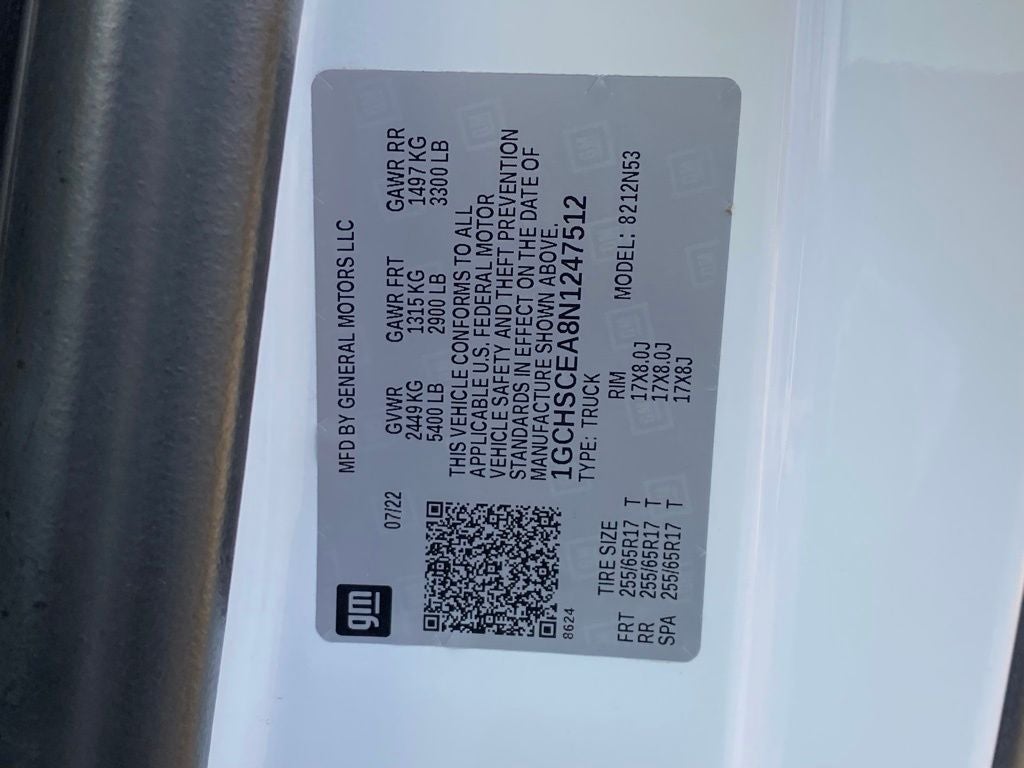 gm
MFD BY GENERAL MOTORS LLC
07/22
GVWR GAWR FRT GAWR RR
2449 KG 1315 KG 1497 KG
5400 LB 2900 LB 3300 LB
THIS VEHICLE CONFORMS TO ALL
APPLICABLE U.S. FEDERAL MOTOR
VEHICLE SAFETY AND THEFT PREVENTION
STANDARDS IN EFFECT ON THE DATE OF
MANUFACTURE SHOWN ABOVE.
1GCHSCEA8N1247512
8624
TYPE: TRUCK
TIRE SIZE RIM MODEL: 8212N53
FRT 255/65R17 T 17X8.0J
RR 255/65R17 T 17X8.0J
SPA 255/65R17 T 17X8J